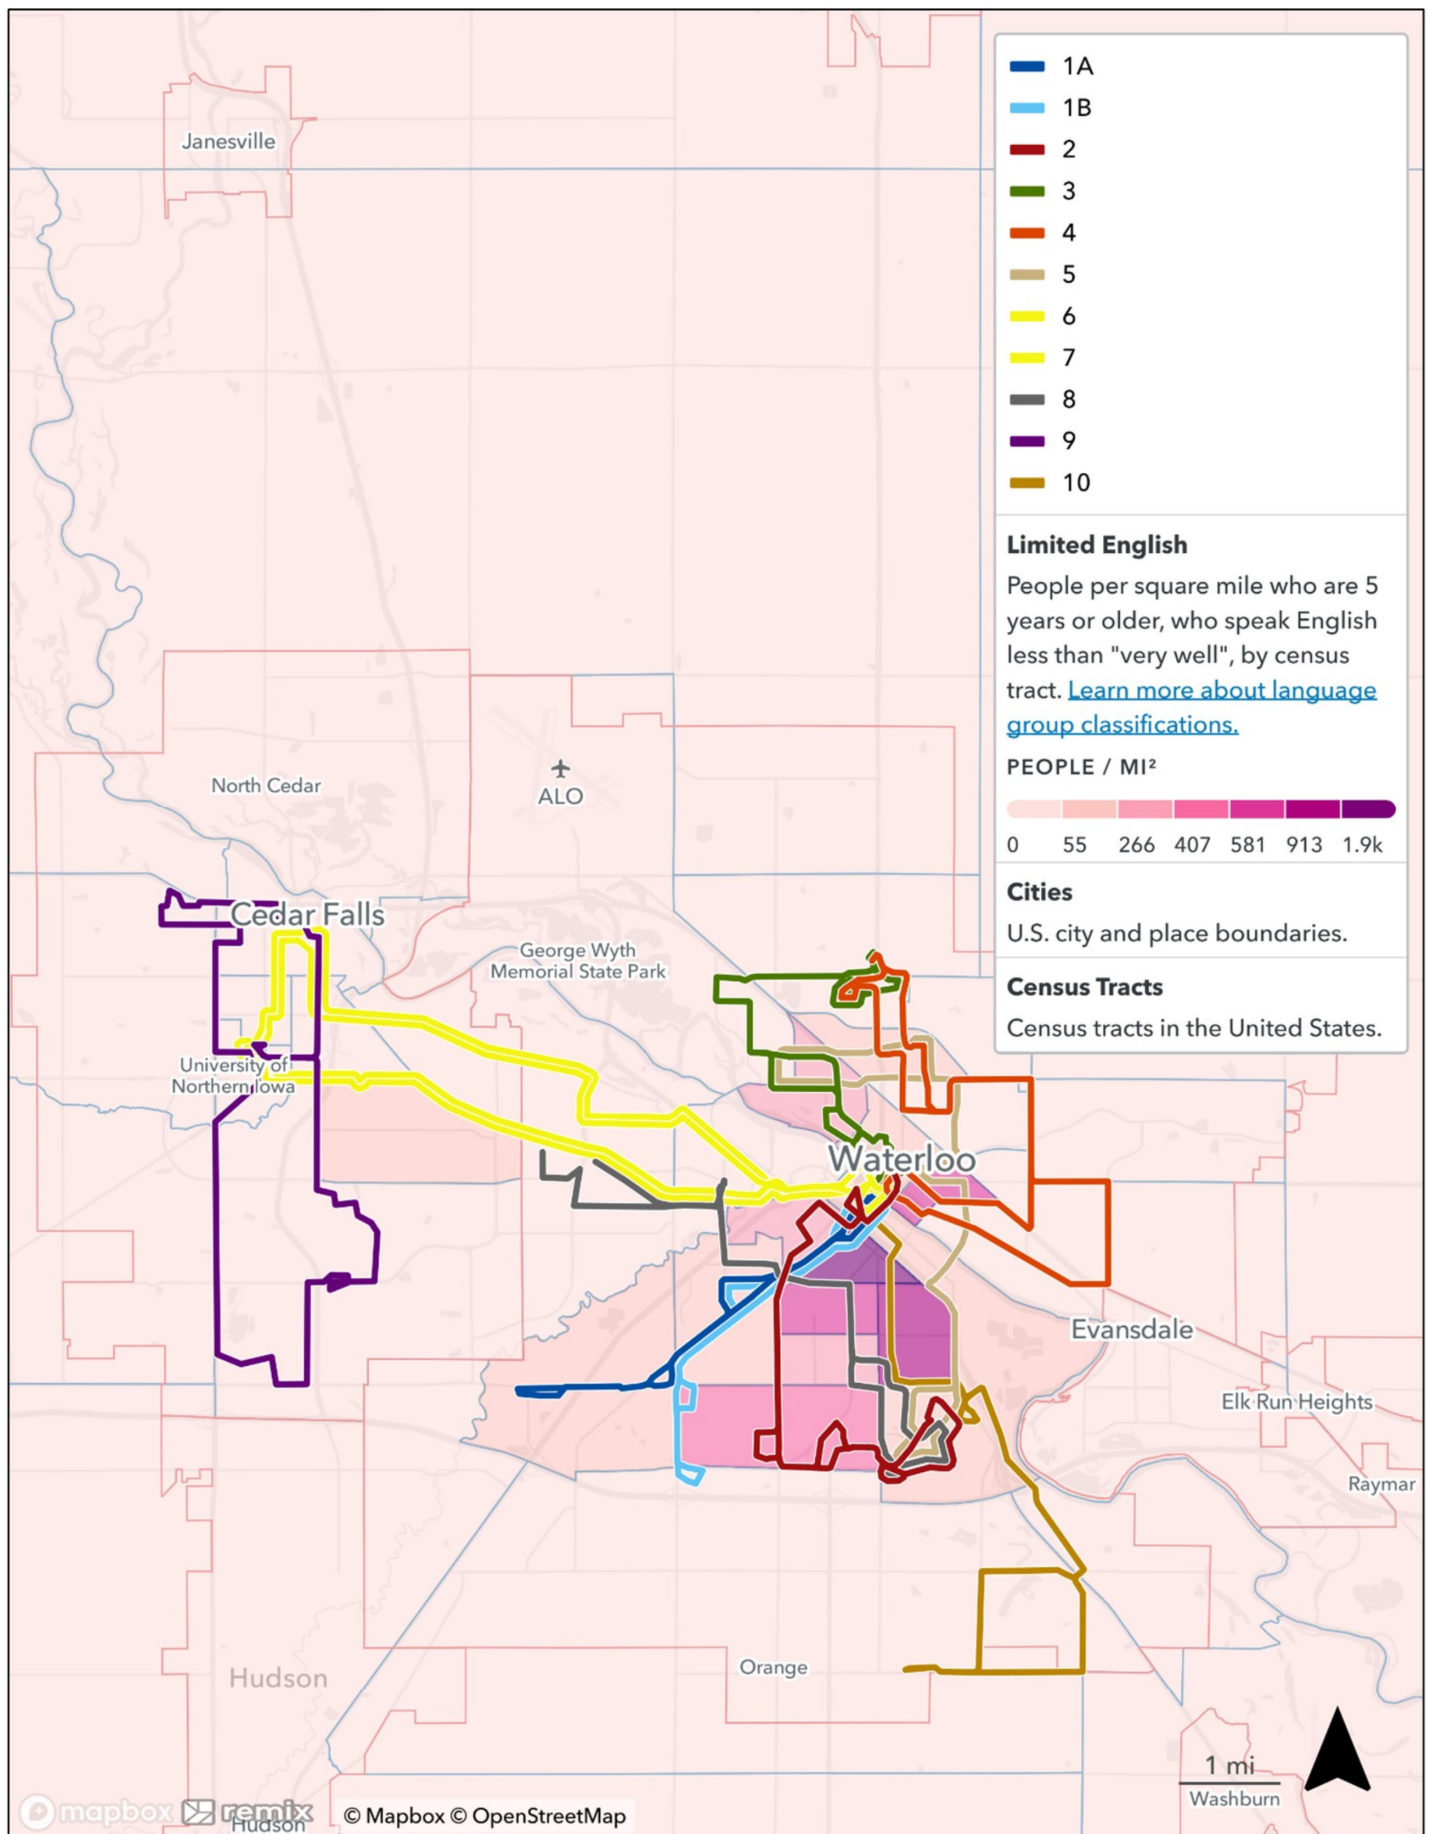 1A
1B
2
3
4
5
6
7
8
9
10
Limited English
People per square mile who are 5
years or older, who speak English
less than "very well", by census
tract. Learn more about language
group classifications.
PEOPLE / MI²
0 55 266 407 581 913 1.9k
Cities
U.S. city and place boundaries.
Census Tracts
Census tracts in the United States.
Janesville
North Cedar
ALO
Cedar Falls
George Wyth
Memorial State Park
University of
Northern Iowa
Waterloo
Evansdale
Elk Run Heights
Raymar
Orange
Hudson
1 mi
Washburn
mapbox remix
© Mapbox © OpenStreetMap
Hudson